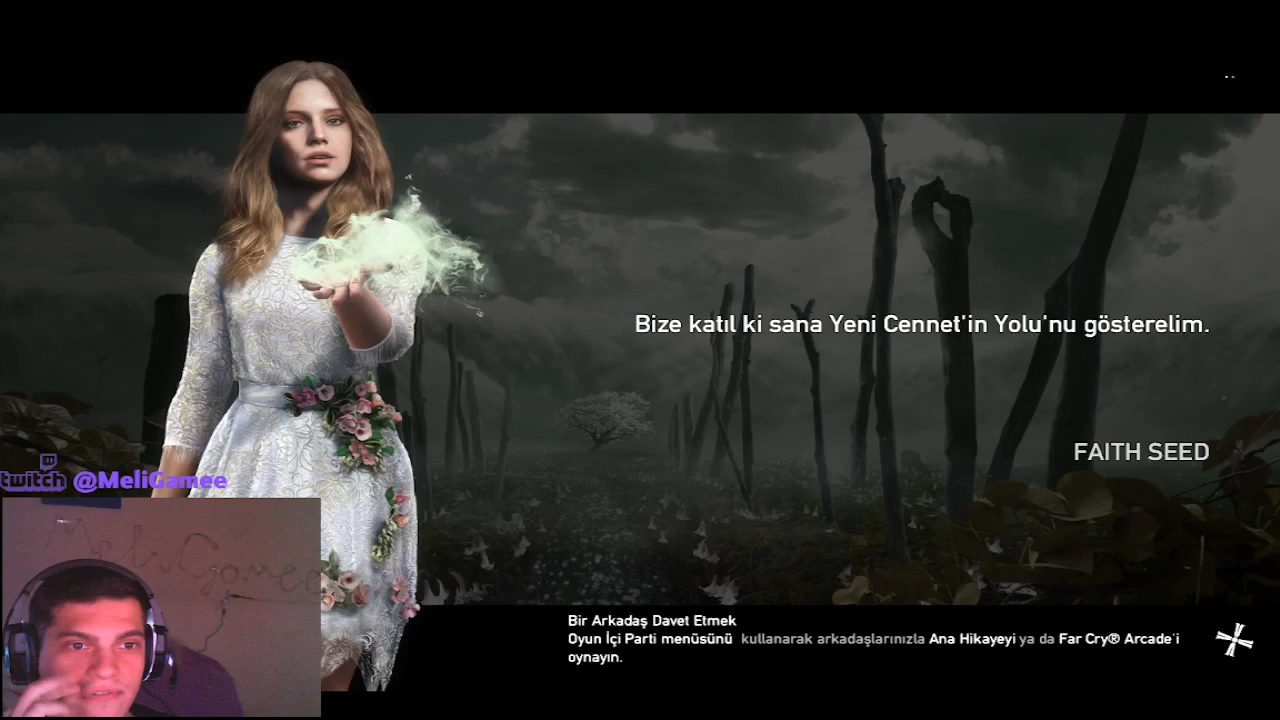 Bize katıl ki sana Yeni Cennet'in Yolu'nu gösterelim.
FAITH SEED
twitch @MeliGamee
MeliGamee
Bir Arkadaş Davet Etmek
Oyun İçi Parti menüsünü kullanarak arkadaşlarınızla Ana Hikayeyi ya da Far Cry® Arcade'i
oynayın.